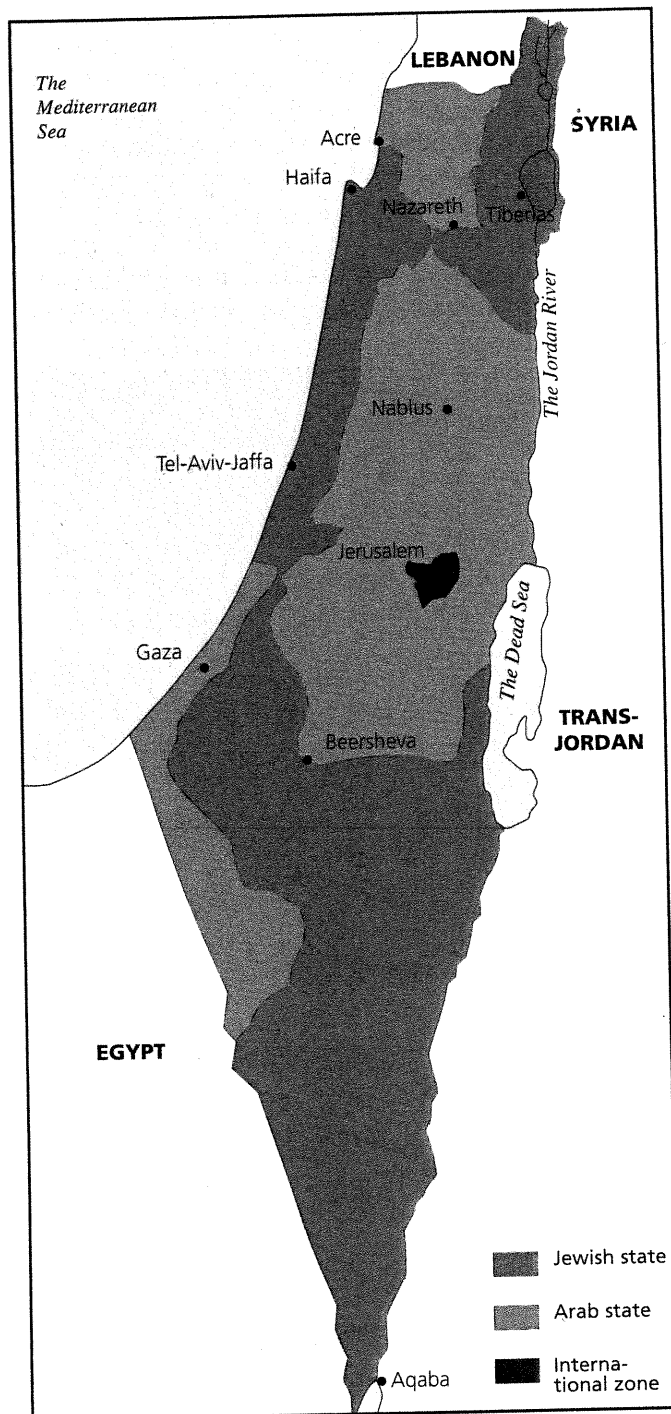 The
Mediterranean
Sea
LEBANON
SYRIA
Acre
Haifa
Nazareth
Tiberias
The Jordan River
Nablus
Tel-Aviv-Jaffa
Jerusalem
The Dead Sea
Gaza
TRANS-
JORDAN
Beersheva
EGYPT
Jewish state
Arab state
Interna-
tional zone
Aqaba